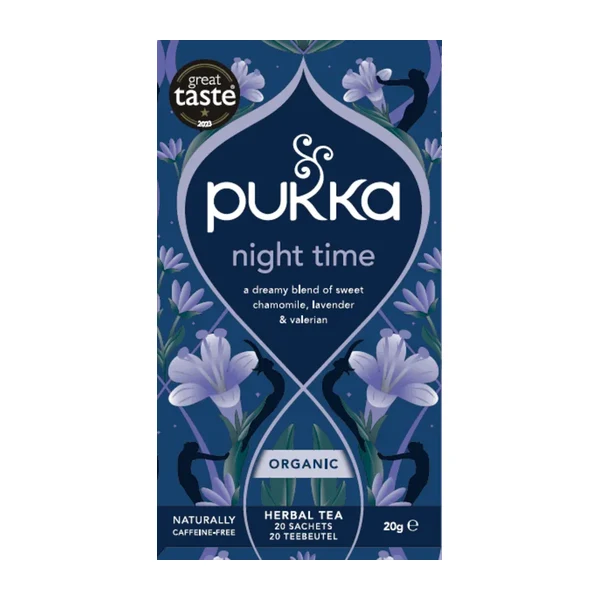 great
taste
2023
pukka
night time
a dreamy blend of sweet
chamomile, lavender
& valerian
ORGANIC
NATURALLY
CAFFEINE-FREE
HERBAL TEA
20 SACHETS
20 TEEBEUTEL
20g ℮